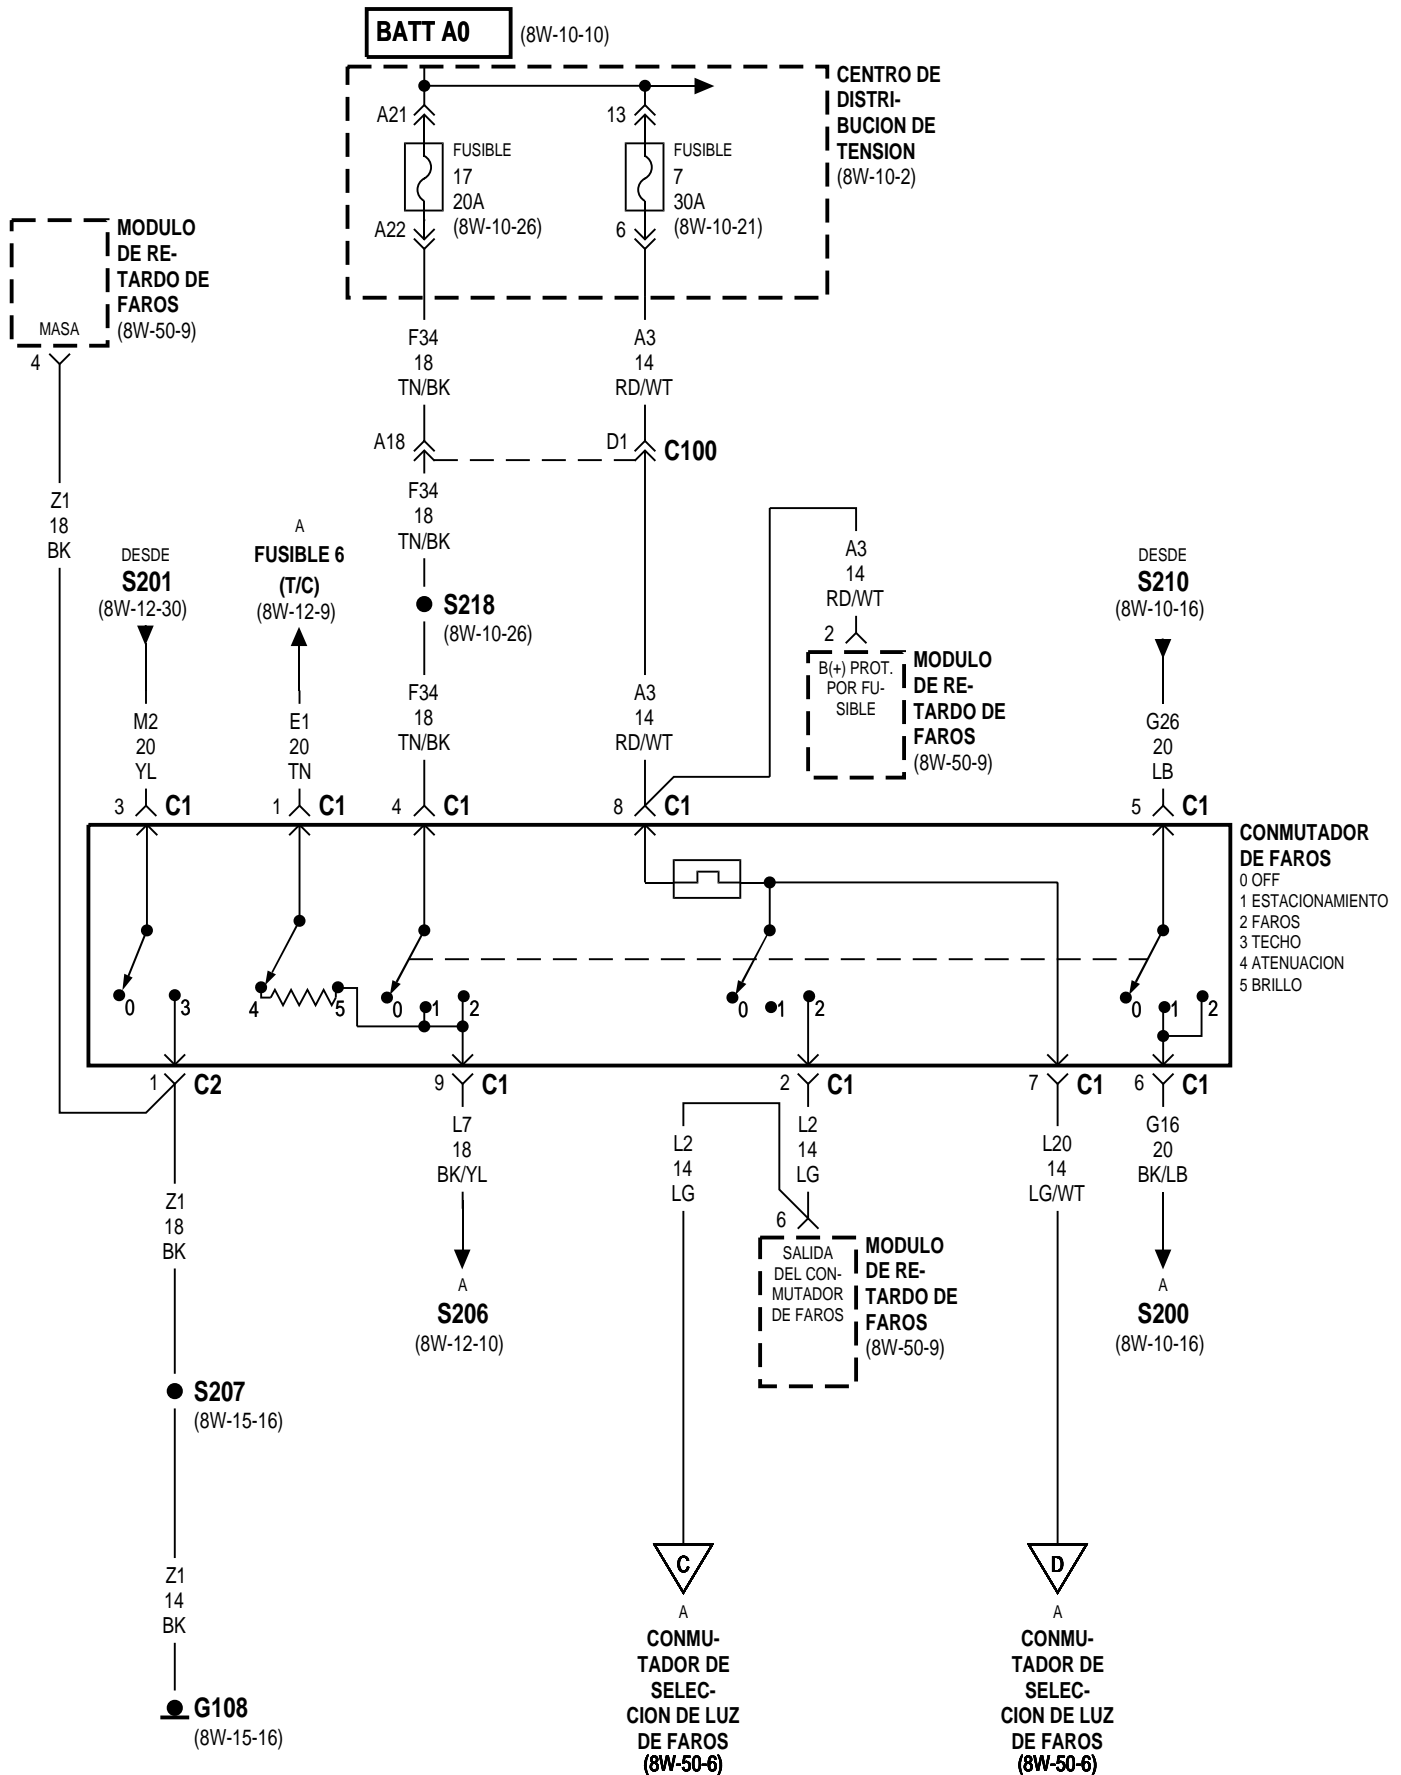 BATT A0
(8W-10-10)
CENTRO DE
DISTRI-
BUCION DE
TENSION
(8W-10-2)
A21
FUSIBLE
17
20A
(8W-10-26)
A22
13
FUSIBLE
7
30A
(8W-10-21)
6
MODULO
DE RE-
TARDO DE
FAROS
(8W-50-9)
MASA
4
F34
18
TN/BK
A3
14
RD/WT
A18
D1
C100
Z1
18
BK
F34
18
TN/BK
DESDE
S201
(8W-12-30)
A
FUSIBLE 6
(T/C)
(8W-12-9)
S218
(8W-10-26)
A3
14
RD/WT
2
B(+) PROT.
POR FU-
SIBLE
MODULO
DE RE-
TARDO DE
FAROS
(8W-50-9)
DESDE
S210
(8W-10-16)
M2
20
YL
E1
20
TN
F34
18
TN/BK
A3
14
RD/WT
G26
20
LB
3
C1
1
C1
4
C1
8
C1
5
C1
CONMUTADOR
DE FAROS
0 OFF
1 ESTACIONAMIENTO
2 FAROS
3 TECHO
4 ATENUACION
5 BRILLO
0
3
4
5
0
1
2
0
1
2
0
1
2
1
C2
9
C1
2
C1
7
C1
6
C1
L7
18
BK/YL
L2
14
LG
L2
14
LG
L20
14
LG/WT
G16
20
BK/LB
Z1
18
BK
6
SALIDA
DEL CON-
MUTADOR
DE FAROS
MODULO
DE RE-
TARDO DE
FAROS
(8W-50-9)
A
S206
(8W-12-10)
A
S200
(8W-10-16)
S207
(8W-15-16)
Z1
14
BK
G108
(8W-15-16)
C
A
CONMU-
TADOR DE
SELEC-
CION DE LUZ
DE FAROS
(8W-50-6)
D
A
CONMU-
TADOR DE
SELEC-
CION DE LUZ
DE FAROS
(8W-50-6)